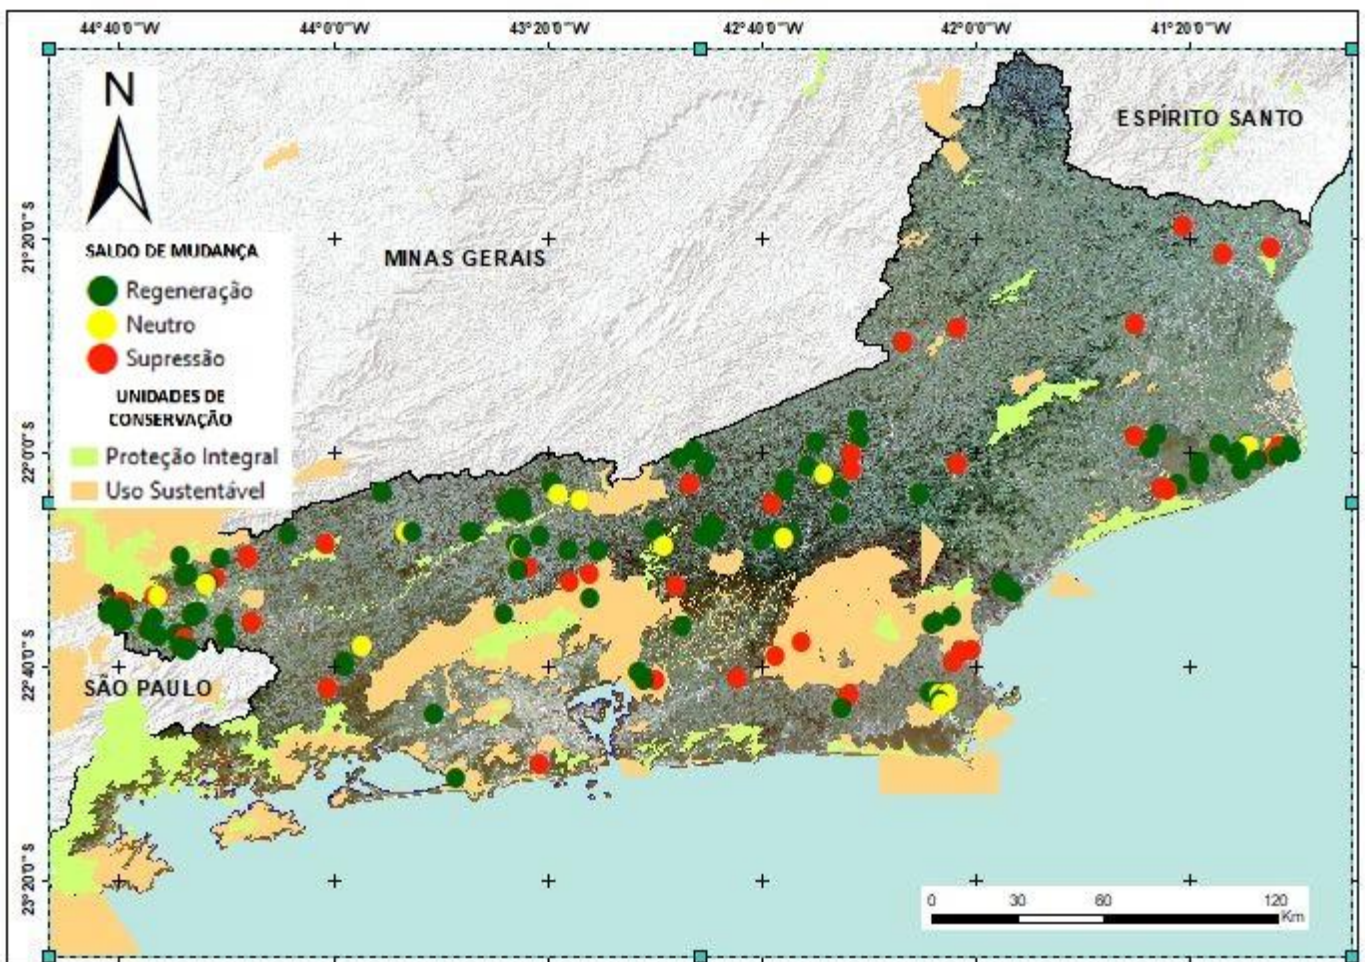 44°40'0"W 44°0'0"W 43°20'0"W 42°40'0"W 42°0'0"W 41°20'0"W
N
ESPÍRITO SANTO
MINAS GERAIS
21°20'0"S
SALDO DE MUDANÇA
Regeneração
Neutro
Supressão
UNIDADES DE
CONSERVAÇÃO
Proteção Integral
Uso Sustentável
22°0'0"S
22°40'0"S
SÃO PAULO
23°20'0"S
0 30 60 120
Km